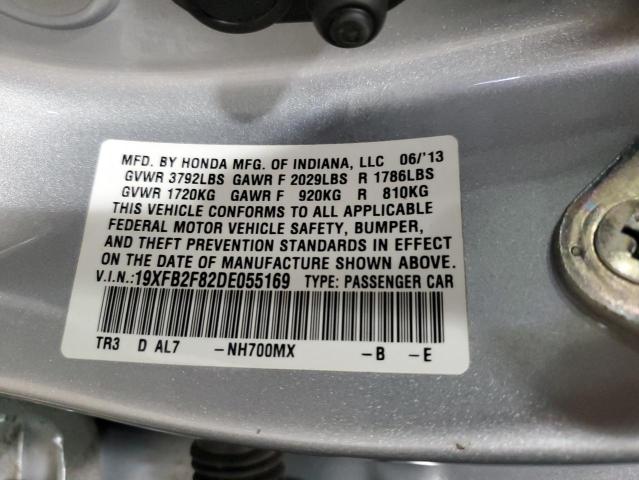 MFD. BY HONDA MFG. OF INDIANA, LLC 06/'13
GVWR 3792LBS GAWR F 2029LBS R 1786LBS
GVWR 1720KG GAWR F 920KG R 810KG
THIS VEHICLE CONFORMS TO ALL APPLICABLE
FEDERAL MOTOR VEHICLE SAFETY, BUMPER,
AND THEFT PREVENTION STANDARDS IN EFFECT
ON THE DATE OF MANUFACTURE SHOWN ABOVE.
V.I.N.:19XFB2F82DE055169 TYPE: PASSENGER CAR
TR3 D AL7 -NH700MX -B -E